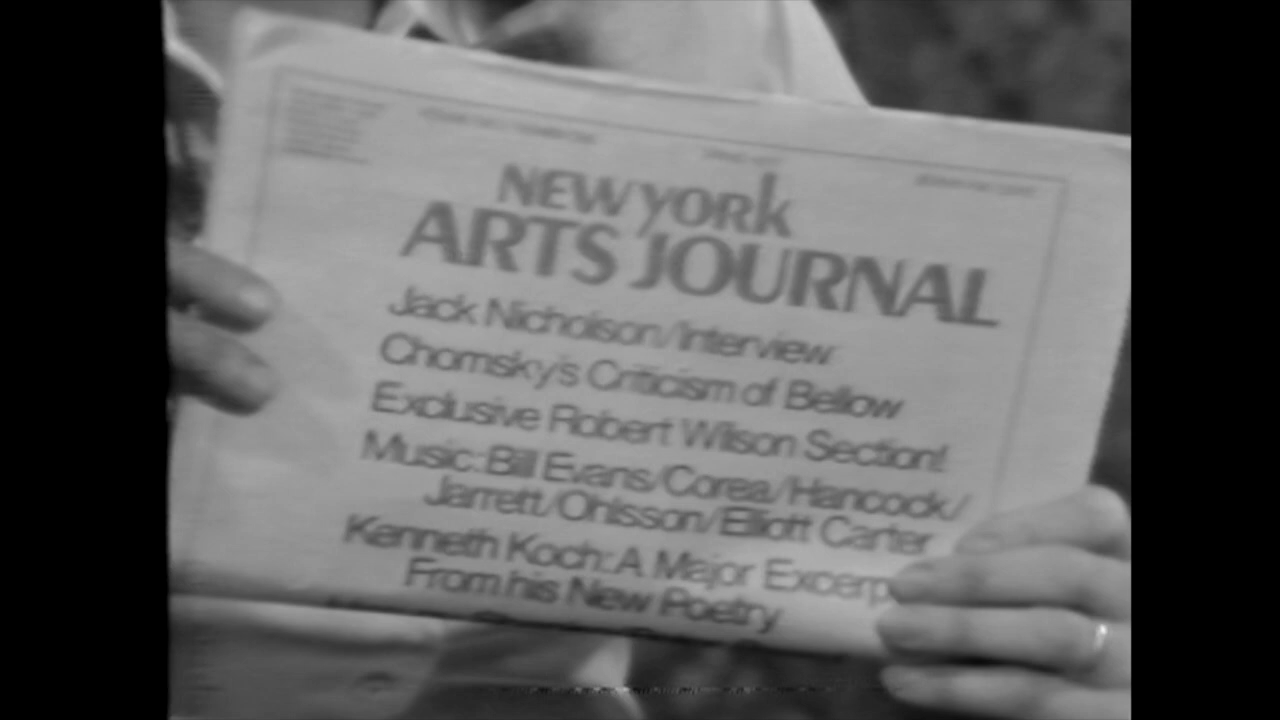 NEW YORK
ARTS JOURNAL
Jack Nicholson/Interview
Chomsky's Criticism of Bellow
Exclusive Robert Wilson Section!
Music: Bill Evans/Corea/Hancock/
Jarrett/Ohlsson/Elliott Carter
Kenneth Koch: A Major Excerp
From his New Poetry